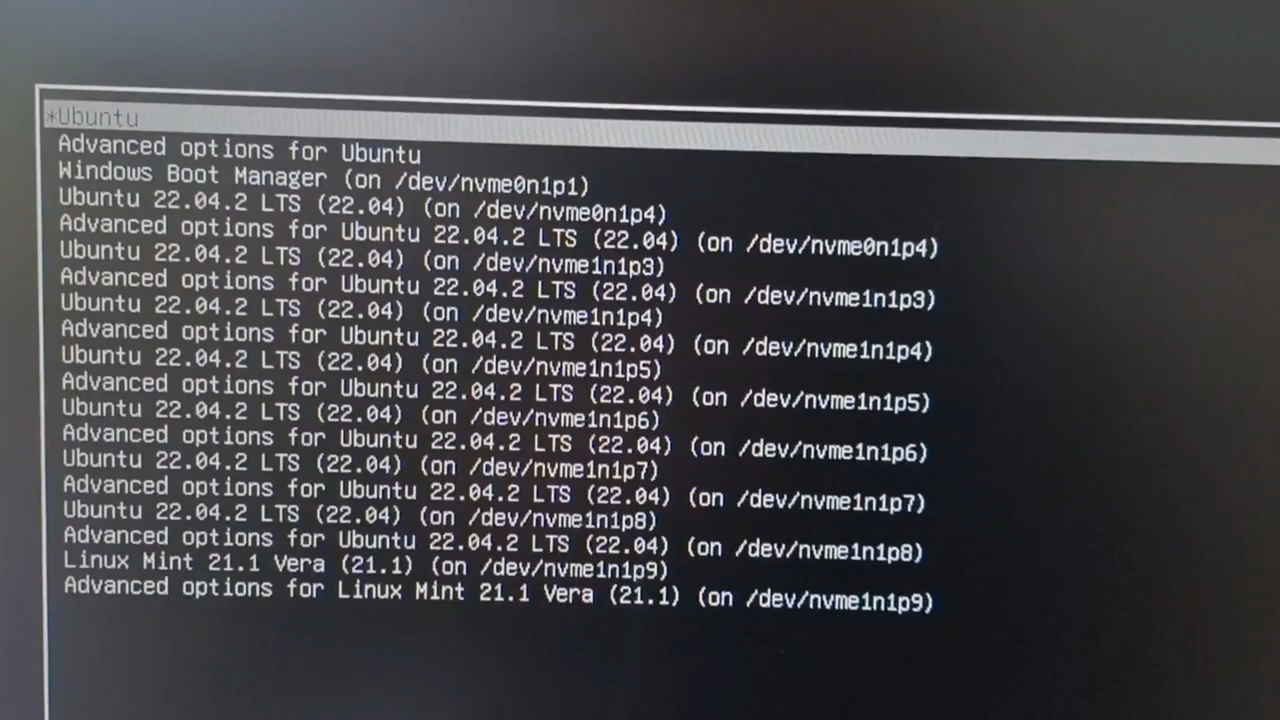 *Ubuntu
Advanced options for Ubuntu
Windows Boot Manager (on /dev/nvme0n1p1)
Ubuntu 22.04.2 LTS (22.04) (on /dev/nvme0n1p4)
Advanced options for Ubuntu 22.04.2 LTS (22.04) (on /dev/nvme0n1p4)
Ubuntu 22.04.2 LTS (22.04) (on /dev/nvme1n1p3)
Advanced options for Ubuntu 22.04.2 LTS (22.04) (on /dev/nvme1n1p3)
Ubuntu 22.04.2 LTS (22.04) (on /dev/nvme1n1p4)
Advanced options for Ubuntu 22.04.2 LTS (22.04) (on /dev/nvme1n1p4)
Ubuntu 22.04.2 LTS (22.04) (on /dev/nvme1n1p5)
Advanced options for Ubuntu 22.04.2 LTS (22.04) (on /dev/nvme1n1p5)
Ubuntu 22.04.2 LTS (22.04) (on /dev/nvme1n1p6)
Advanced options for Ubuntu 22.04.2 LTS (22.04) (on /dev/nvme1n1p6)
Ubuntu 22.04.2 LTS (22.04) (on /dev/nvme1n1p7)
Advanced options for Ubuntu 22.04.2 LTS (22.04) (on /dev/nvme1n1p7)
Ubuntu 22.04.2 LTS (22.04) (on /dev/nvme1n1p8)
Advanced options for Ubuntu 22.04.2 LTS (22.04) (on /dev/nvme1n1p8)
Linux Mint 21.1 Vera (21.1) (on /dev/nvme1n1p9)
Advanced options for Linux Mint 21.1 Vera (21.1) (on /dev/nvme1n1p9)